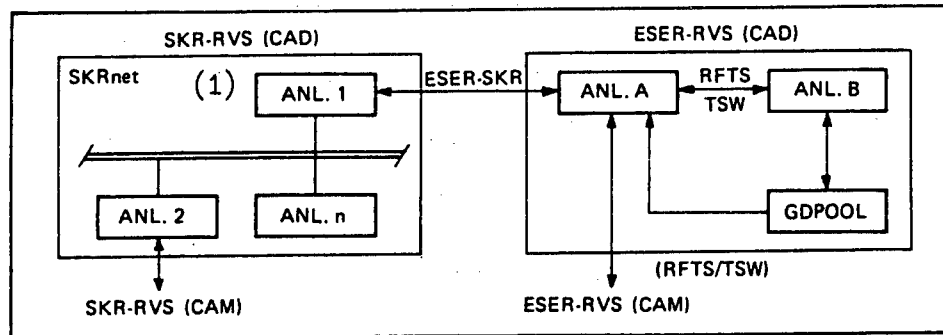 SKR-RVS (CAD)
SKRnet
(1)
ANL. 1
ANL. 2
ANL. n
SKR-RVS (CAM)
ESER-SKR
ESER-RVS (CAD)
ANL. A
RFTS
TSW
ANL. B
GDPOOL
(RFTS/TSW)
ESER-RVS (CAM)